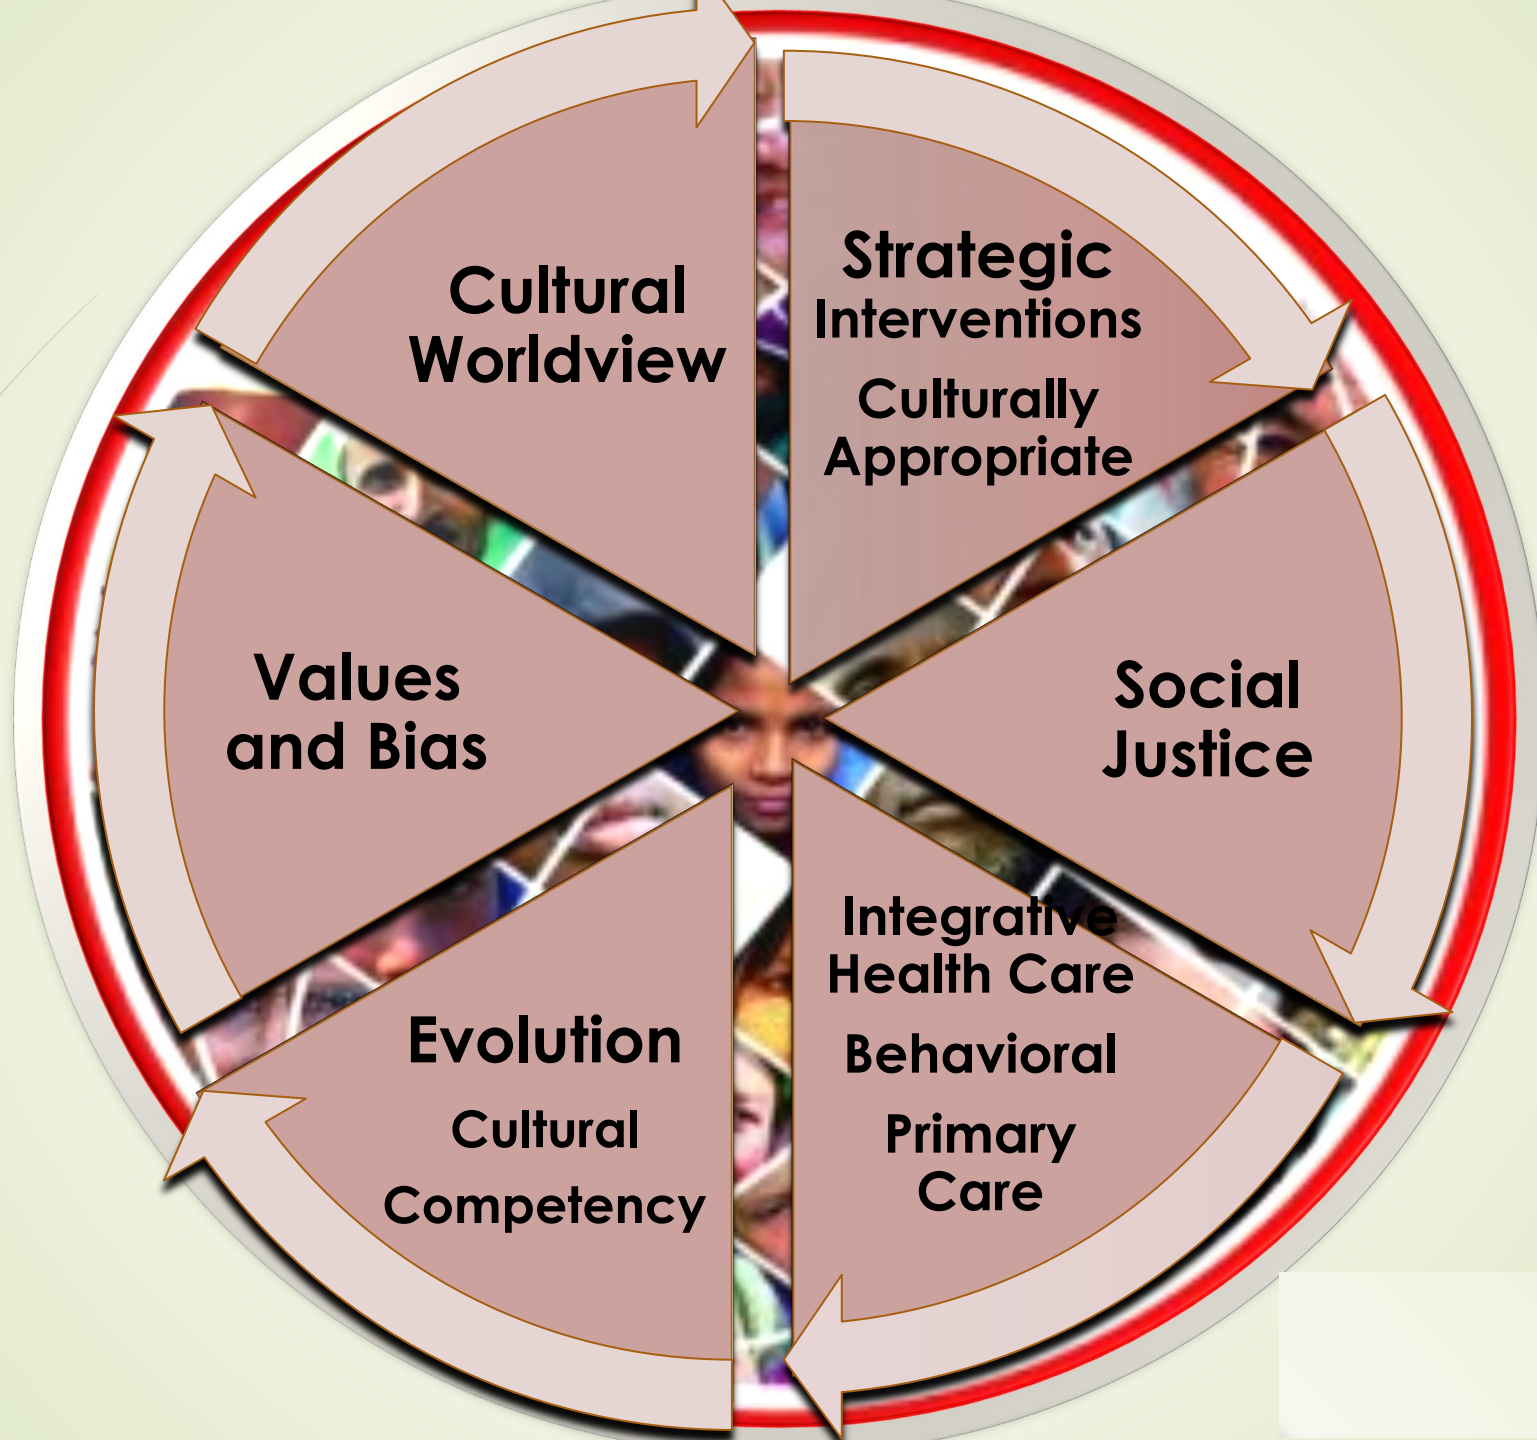 Cultural
Worldview
Strategic
Interventions
Culturally
Appropriate
Social
Justice
Integrative
Health Care
Behavioral
Primary
Care
Evolution
Cultural
Competency
Values
and Bias